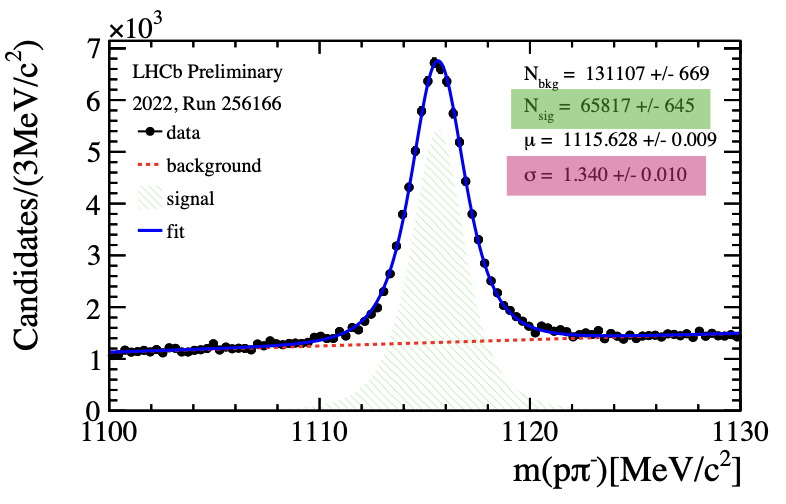 ×10³
Candidates/(3MeV/c²)
7
6
5
4
3
2
1
0
LHCb Preliminary
2022, Run 256166
data
background
signal
fit
N_bkg = 131107 +/- 669
N_sig = 65817 +/- 645
μ = 1115.628 +/- 0.009
σ = 1.340 +/- 0.010
1100 1110 1120 1130
m(pπ⁻)[MeV/c²]